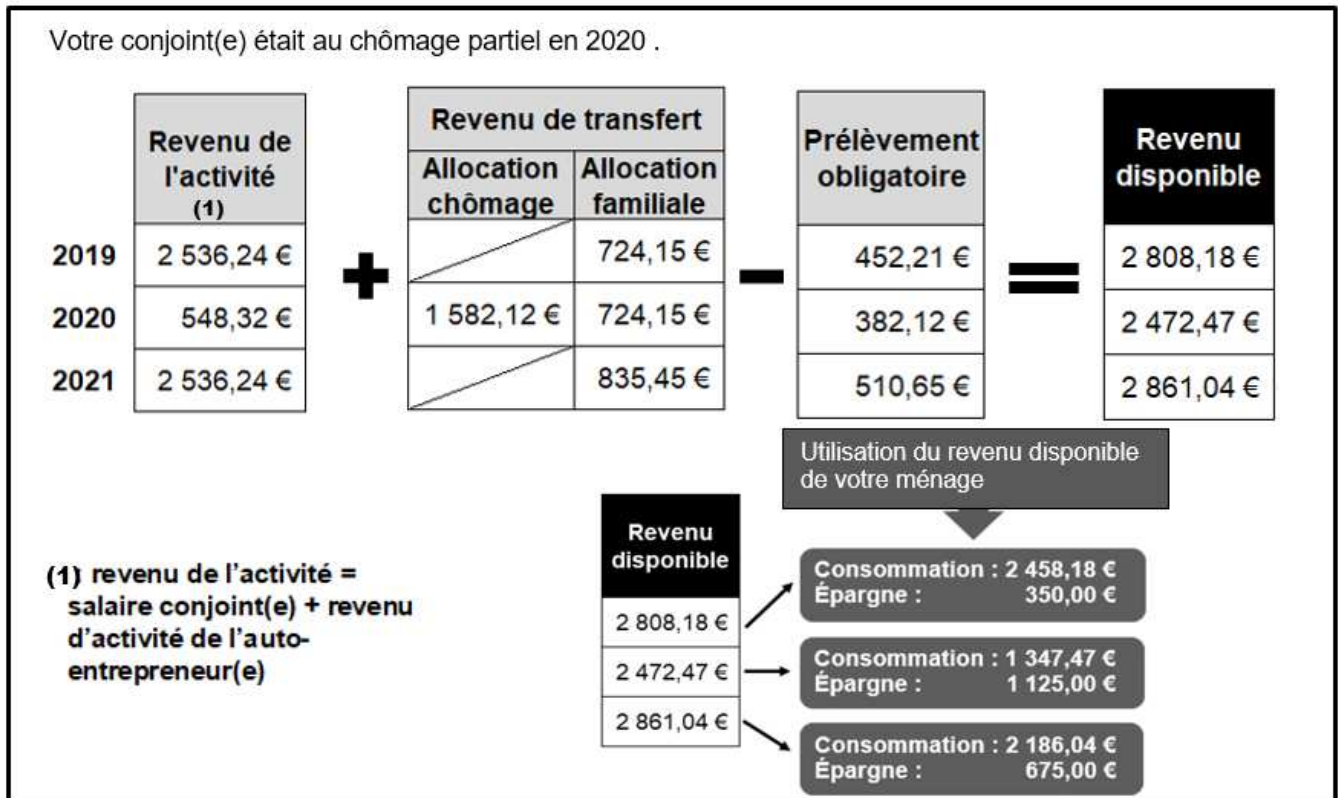 Votre conjoint(e) était au chômage partiel en 2020 .
Revenu de
l'activité
(1)
Revenu de transfert
Allocation
chômage
Allocation
familiale
Prélèvement
obligatoire
Revenu
disponible
2019 2 536,24 € + 724,15 € - 452,21 € = 2 808,18 €
2020 548,32 € 1 582,12 € 724,15 € 382,12 € 2 472,47 €
2021 2 536,24 € 835,45 € 510,65 € 2 861,04 €
Utilisation du revenu disponible
de votre ménage
Revenu
disponible
2 808,18 €
2 472,47 €
2 861,04 €
Consommation : 2 458,18 €
Épargne : 350,00 €
Consommation : 1 347,47 €
Épargne : 1 125,00 €
Consommation : 2 186,04 €
Épargne : 675,00 €
(1) revenu de l'activité =
salaire conjoint(e) + revenu
d'activité de l'auto-
entrepreneur(e)